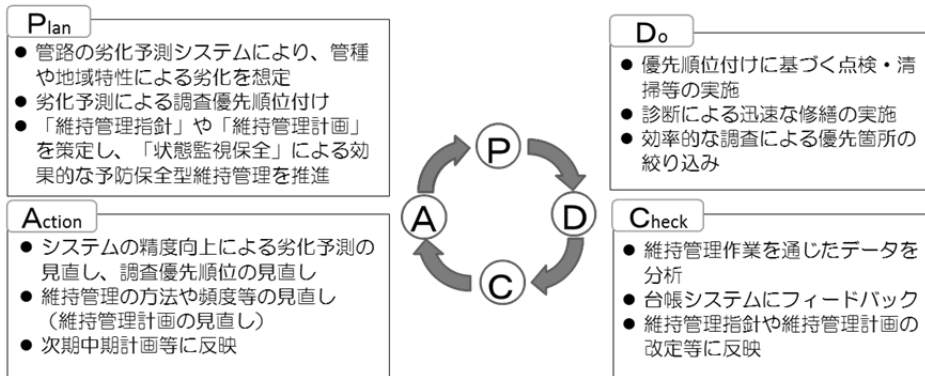 Plan
● 管路の劣化予測システムにより、管種
や地域特性による劣化を想定
● 劣化予測による調査優先順位付け
● 「維持管理指針」や「維持管理計画」
を策定し、「状態監視保全」による効
果的な予防保全型維持管理を推進
Do
● 優先順位付けに基づく点検・清
掃等の実施
● 診断による迅速な修繕の実施
● 効率的な調査による優先箇所の
絞り込み
P
A
D
C
Action
● システムの精度向上による劣化予測の
見直し、調査優先順位の見直し
● 維持管理の方法や頻度等の見直し
（維持管理計画の見直し）
● 次期中期計画等に反映
Check
● 維持管理作業を通じたデータを
分析
● 台帳システムにフィードバック
● 維持管理指針や維持管理計画の
改定等に反映